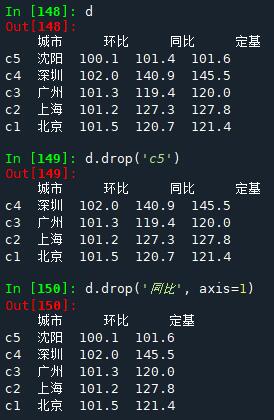 In [148]: d
Out[148]:
城市 环比 同比 定基
c5 沈阳 100.1 101.4 101.6
c4 深圳 102.0 140.9 145.5
c3 广州 101.3 119.4 120.0
c2 上海 101.2 127.3 127.8
c1 北京 101.5 120.7 121.4
In [149]: d.drop('c5')
Out[149]:
城市 环比 同比 定基
c4 深圳 102.0 140.9 145.5
c3 广州 101.3 119.4 120.0
c2 上海 101.2 127.3 127.8
c1 北京 101.5 120.7 121.4
In [150]: d.drop('同比', axis=1)
Out[150]:
城市 环比 定基
c5 沈阳 100.1 101.6
c4 深圳 102.0 145.5
c3 广州 101.3 120.0
c2 上海 101.2 127.8
c1 北京 101.5 121.4